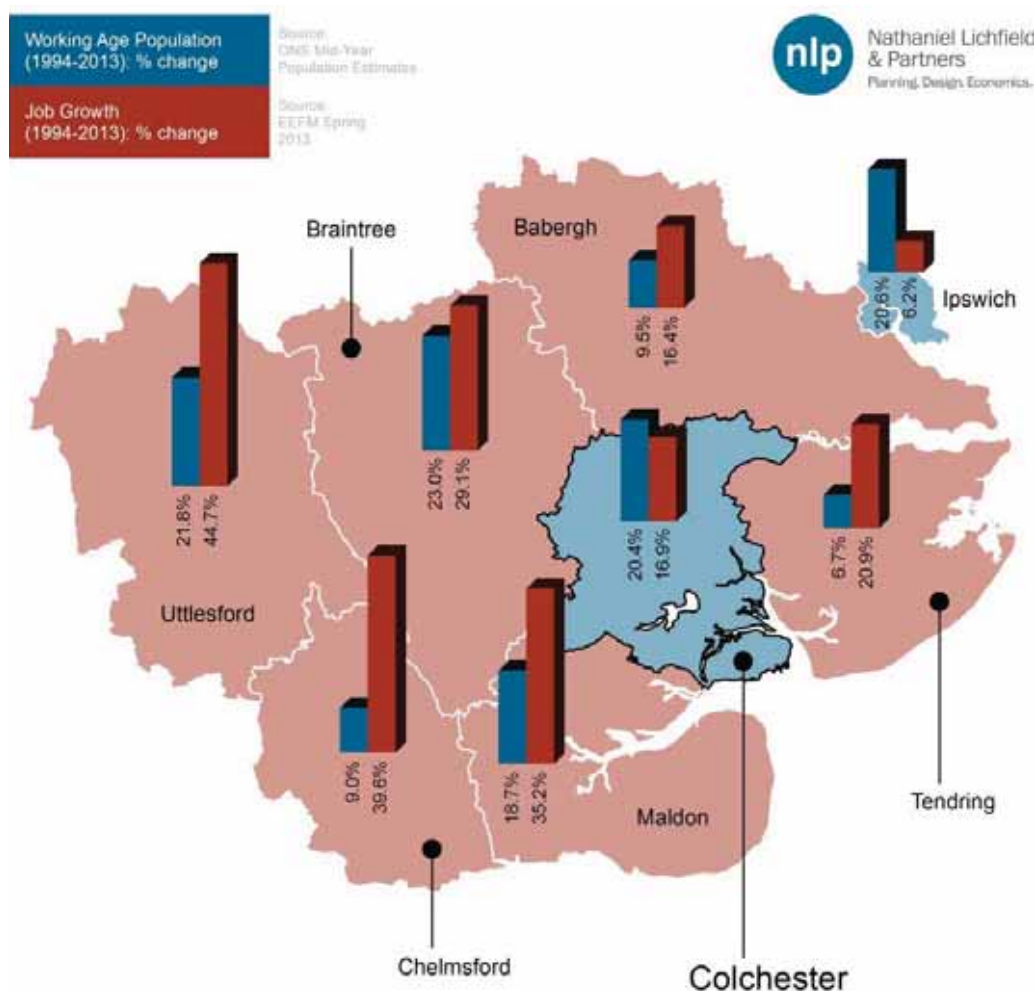 Working Age Population
(1994-2013): % change
Source:
ONS Mid-Year
Population Estimates
Job Growth
(1994-2013): % change
Source:
EEFM Spring
2013
nlp
Nathaniel Lichfield
& Partners
Planning. Design. Economics.
Braintree
Babergh
Ipswich
20.6%
6.2%
9.5%
16.4%
23.0%
29.1%
21.8%
44.7%
20.4%
16.9%
6.7%
20.9%
Uttlesford
9.0%
39.6%
18.7%
35.2%
Maldon
Tendring
Chelmsford
Colchester